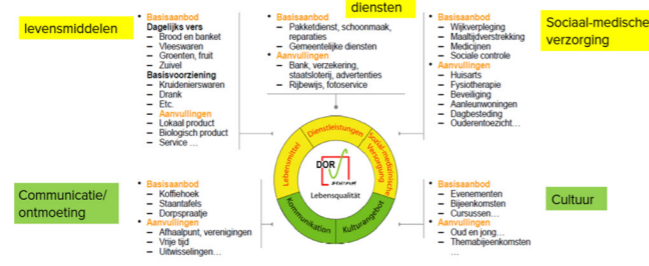 levensmiddelen
• Basisaanbod
Dagelijks vers
– Brood en banket
– Vleeswaren
– Groenten, fruit
– Zuivel
Basisvoorziening
– Kruidenierswaren
– Drank
– Etc.
• Aanvullingen
– Lokaal product
– Biologisch product
– Service …
diensten
• Basisaanbod
– Pakketdienst, schoonmaak,
reparaties
– Gemeentelijke diensten
• Aanvullingen
– Bank, verzekering,
staatsloterij, advertenties
– Rijbewijs, fotoservice
Sociaal-medische
verzorging
• Basisaanbod
– Wijkverpleging
– Maaltijdverstrekking
– Medicijnen
– Sociale controle
• Aanvullingen
– Huisarts
– Fysiotherapie
– Beveiliging
– Aanleunwoningen
– Dagbesteding
– Ouderentoezicht…
Lebensmittel
Dienstleistungen
Sozial-medizinische
Versorgung
DORV
Lebensqualität
Kommunikation
Kulturangebot
Communicatie/
ontmoeting
• Basisaanbod
– Koffiehoek
– Staantafels
– Dorpspraatje
• Aanvullingen
– Afhaalpunt, verenigingen
– Vrije tijd
– Uitwisselingen…
Cultuur
• Basisaanbod
– Evenementen
– Bijeenkomsten
– Cursussen…
• Aanvullingen
– Oud en jong…
– Themabijeenkomsten
…